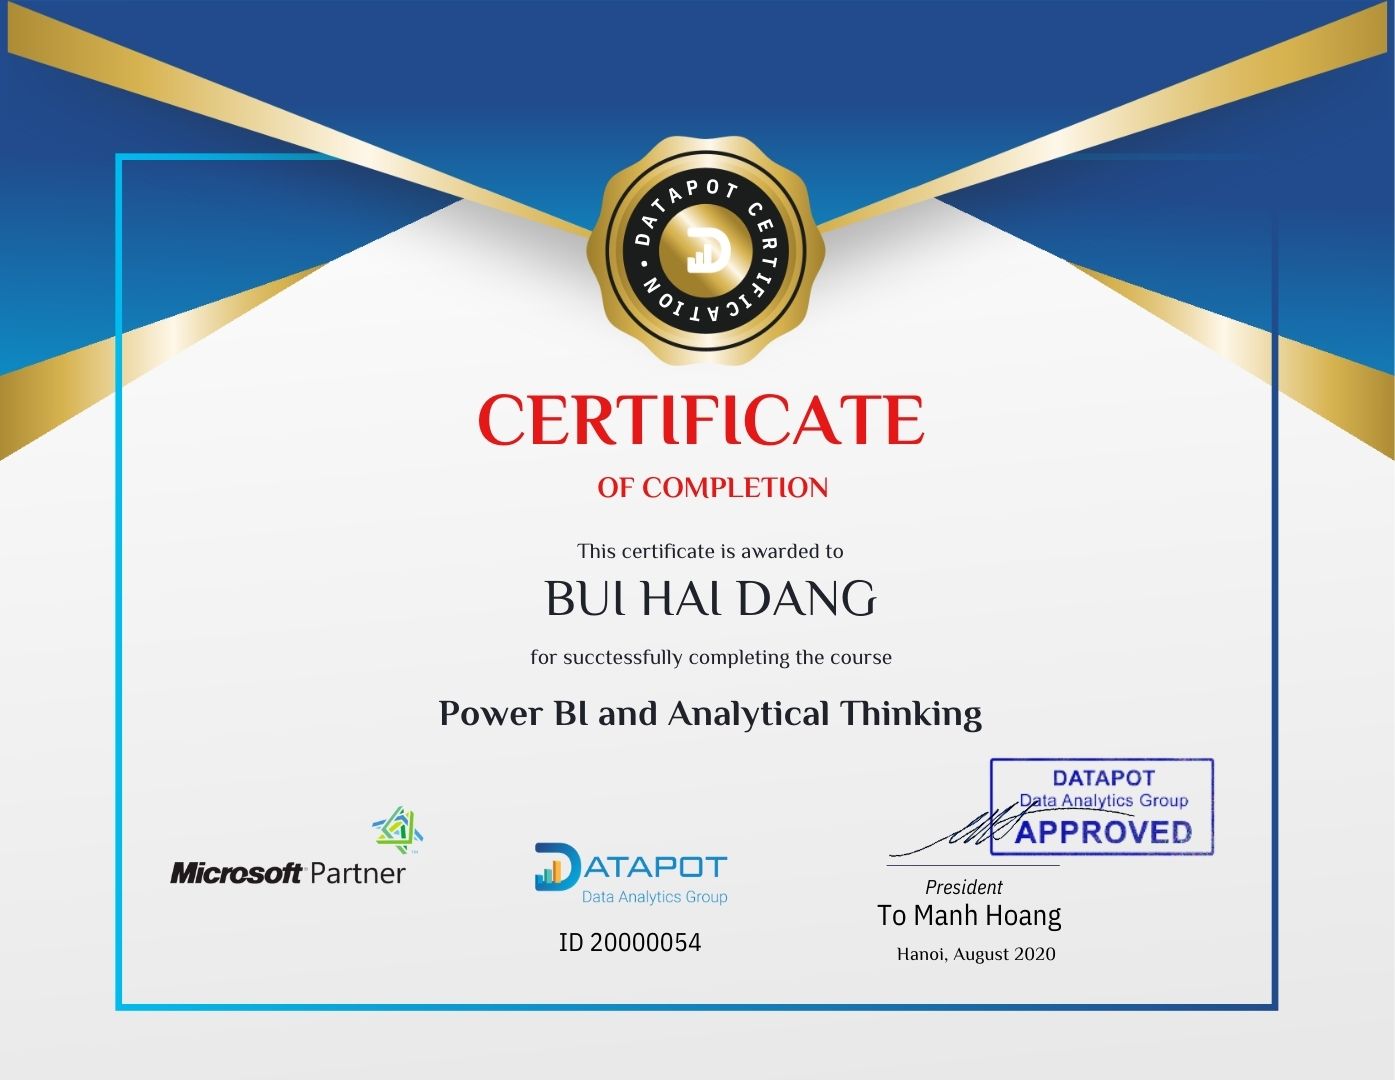 DATAPOT CERTIFICATION •
CERTIFICATE
OF COMPLETION
This certificate is awarded to
BUI HAI DANG
for succtessfully completing the course
Power BI and Analytical Thinking
DATAPOT
Data Analytics Group
APPROVED
Microsoft Partner
DATAPOT
Data Analytics Group
ID 20000054
President
To Manh Hoang
Hanoi, August 2020